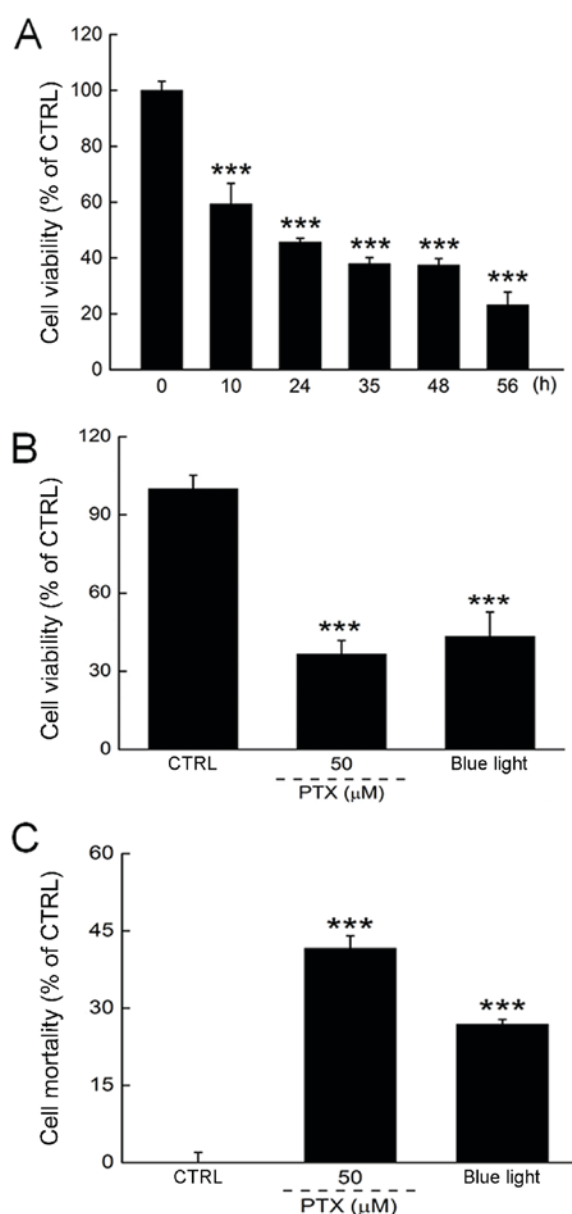 A
Cell viability (% of CTRL)
120
100
80
60
40
20
0
***
***
***
***
***
0 10 24 35 48 56 (h)
B
Cell viability (% of CTRL)
120
90
60
30
0
***
***
CTRL 50 Blue light
PTX (μM)
C
Cell mortality (% of CTRL)
60
45
30
15
0
***
***
CTRL 50 Blue light
PTX (μM)